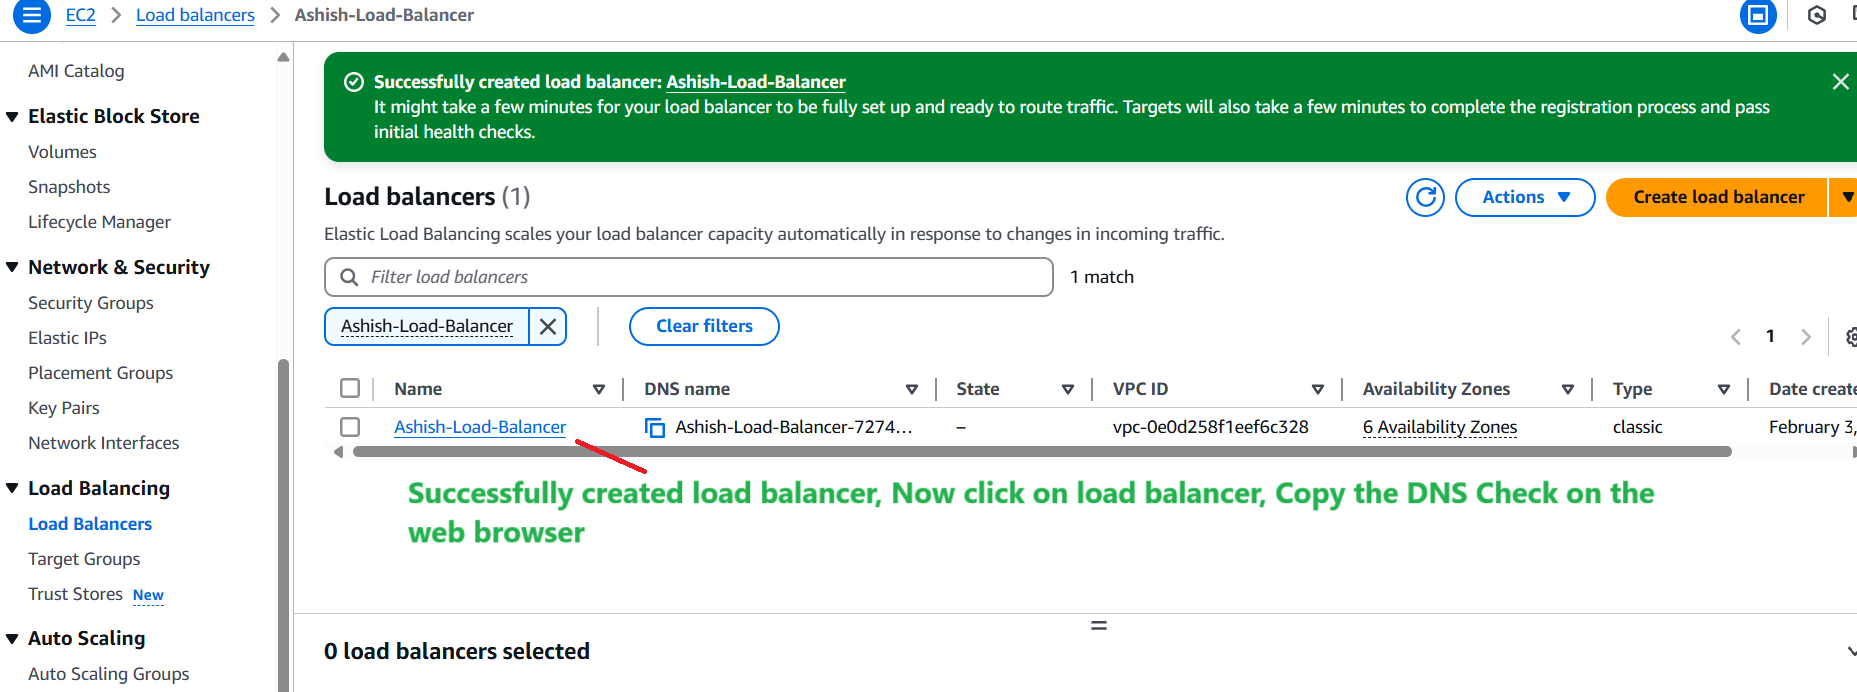 EC2 > Load balancers > Ashish-Load-Balancer
AMI Catalog
Elastic Block Store
Volumes
Snapshots
Lifecycle Manager
Network & Security
Security Groups
Elastic IPs
Placement Groups
Key Pairs
Network Interfaces
Load Balancing
Load Balancers
Target Groups
Trust Stores New
Auto Scaling
Auto Scaling Groups
Successfully created load balancer: Ashish-Load-Balancer
It might take a few minutes for your load balancer to be fully set up and ready to route traffic. Targets will also take a few minutes to complete the registration process and pass
initial health checks.
Load balancers (1)
Actions
Create load balancer
Elastic Load Balancing scales your load balancer capacity automatically in response to changes in incoming traffic.
Filter load balancers
1 match
Ashish-Load-Balancer
Clear filters
1
Name DNS name State VPC ID Availability Zones Type Date create
Ashish-Load-Balancer Ashish-Load-Balancer-7274... – vpc-0e0d258f1eef6c328 6 Availability Zones classic February 3,
Successfully created load balancer, Now click on load balancer, Copy the DNS Check on the
web browser
0 load balancers selected